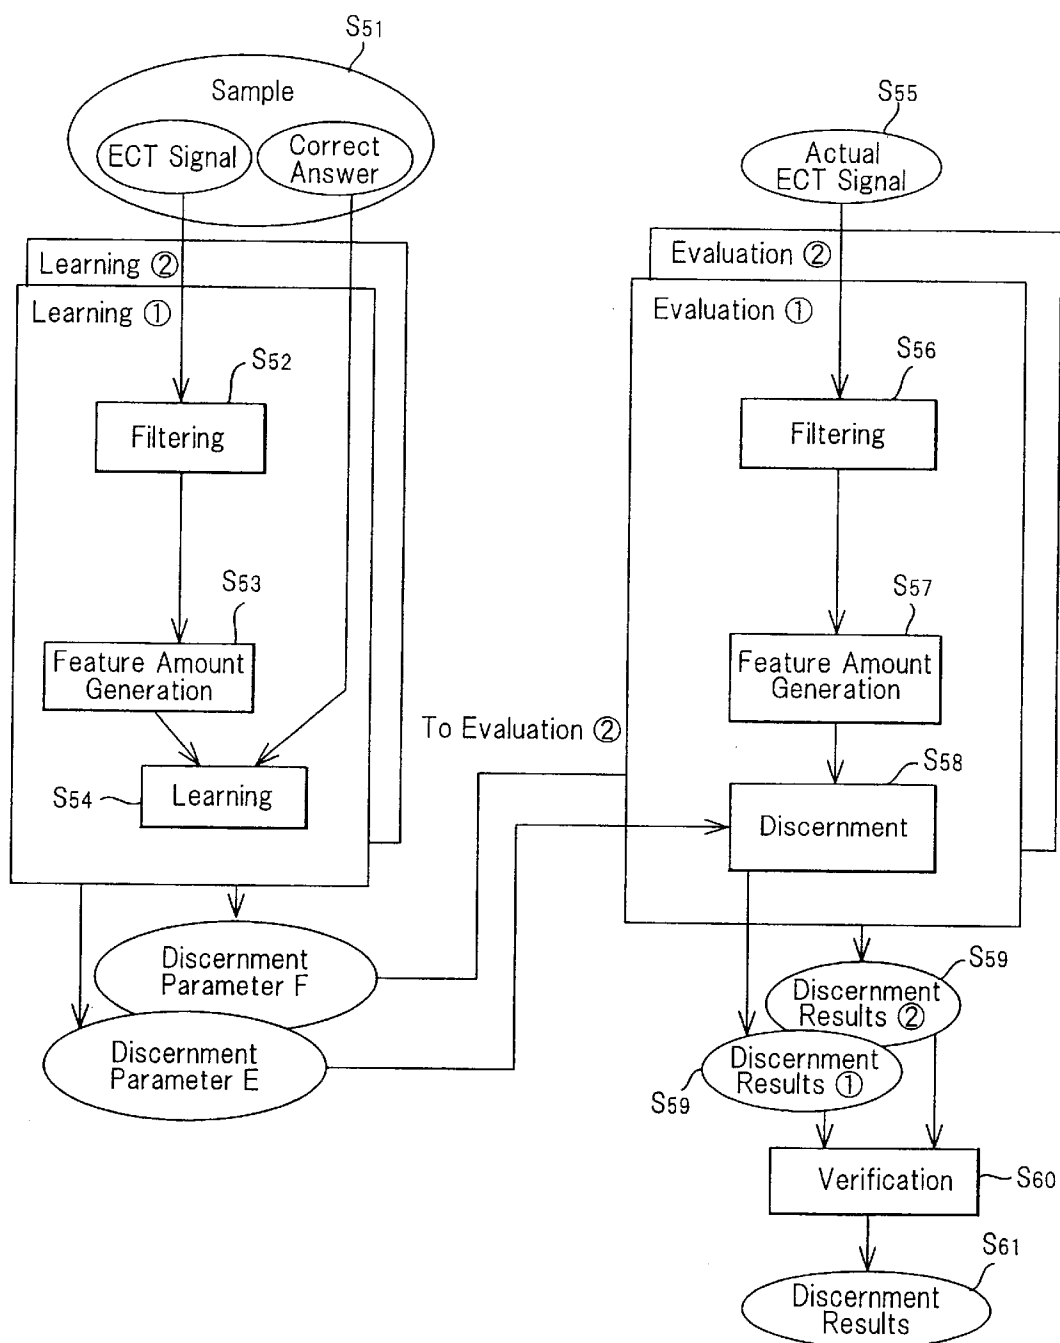 S51
Sample
ECT Signal
Correct
Answer
Learning ②
Learning ①
S52
Filtering
S53
Feature Amount
Generation
S54
Learning
Discernment
Parameter F
Discernment
Parameter E
To Evaluation ②
S55
Actual
ECT Signal
Evaluation ②
Evaluation ①
S56
Filtering
S57
Feature Amount
Generation
S58
Discernment
S59
Discernment
Results ②
Discernment
Results ①
S59
Verification
S60
S61
Discernment
Results